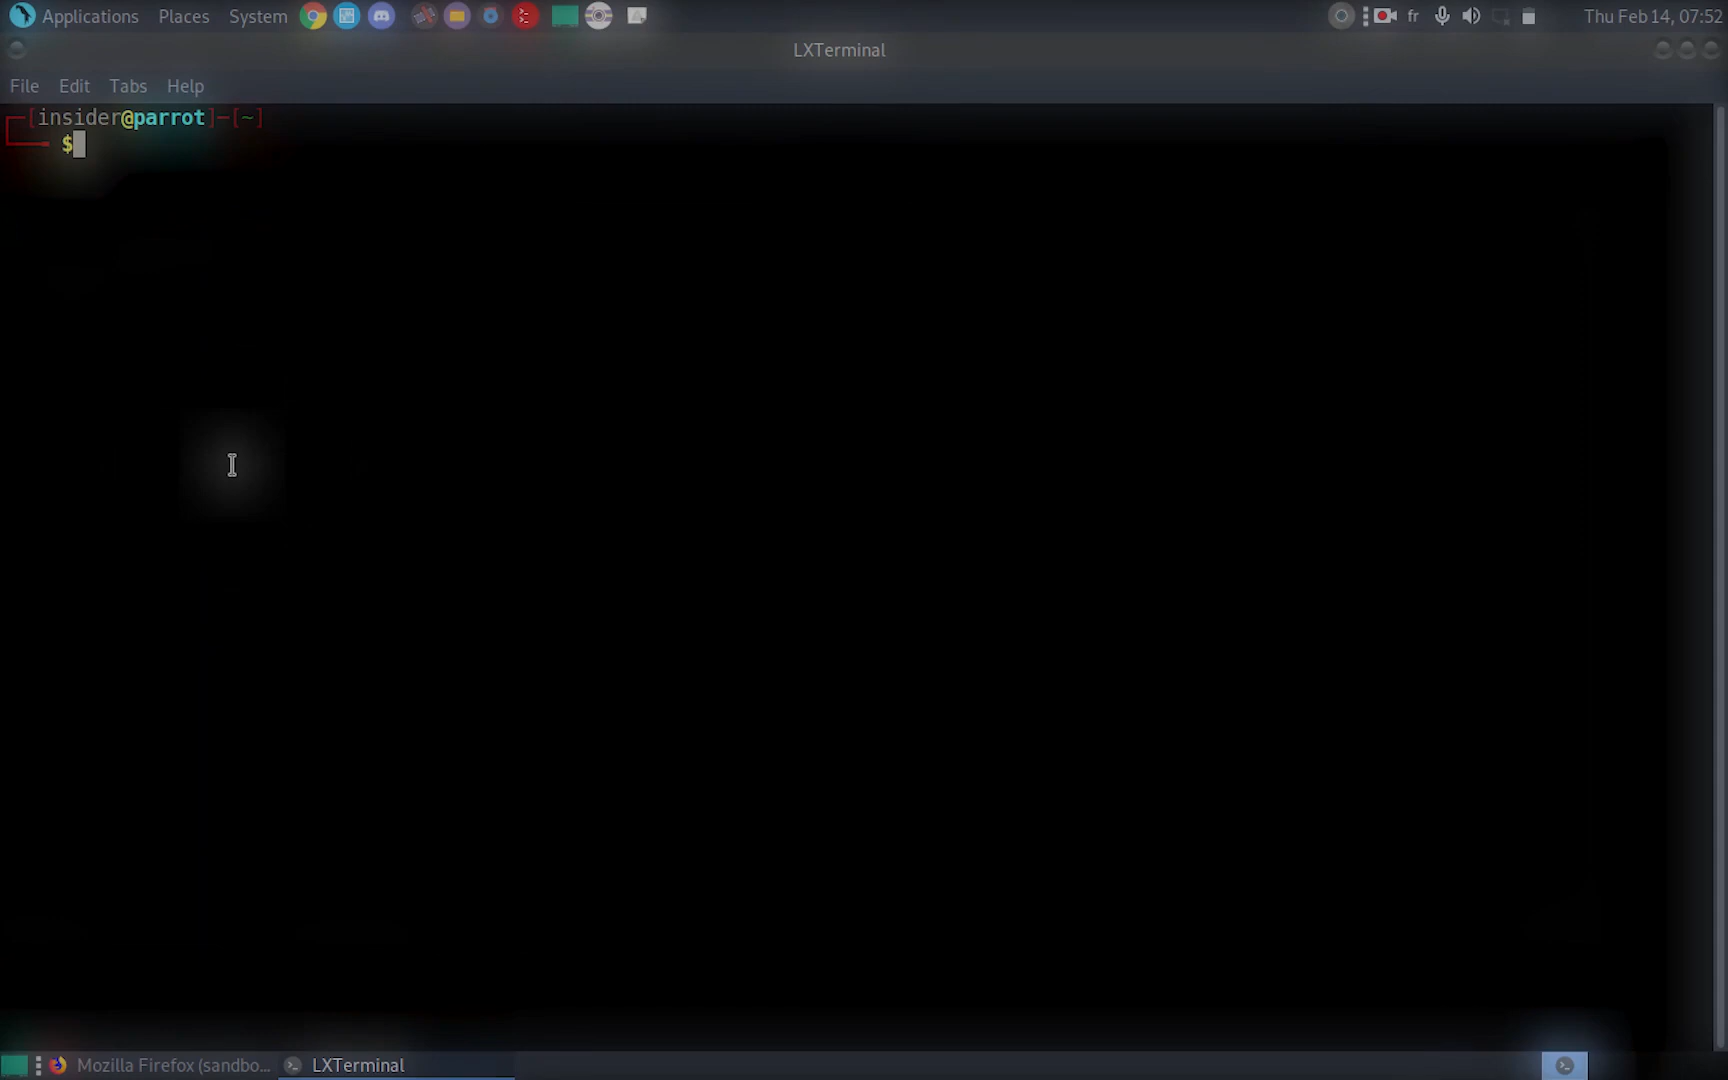 Applications Places System fr Thu Feb 14, 07:52
LXTerminal
File Edit Tabs Help
[insider@parrot]-[~]
$
Mozilla Firefox (sandbo... LXTerminal